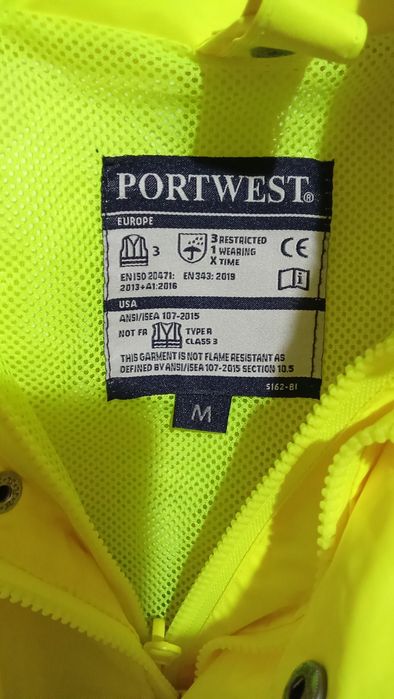 PORTWEST®
EUROPE
3
3 RESTRICTED
1 WEARING
X TIME
CE
EN ISO 20471:
2013+A1:2016
EN 343: 2019
i
USA
ANSI/ISEA 107-2015
NOT FR
TYPE R
CLASS 3
THIS GARMENT IS NOT FLAME RESISTANT AS
DEFINED BY ANSI/ISEA 107-2015 SECTION 10.5
S162-B1
M